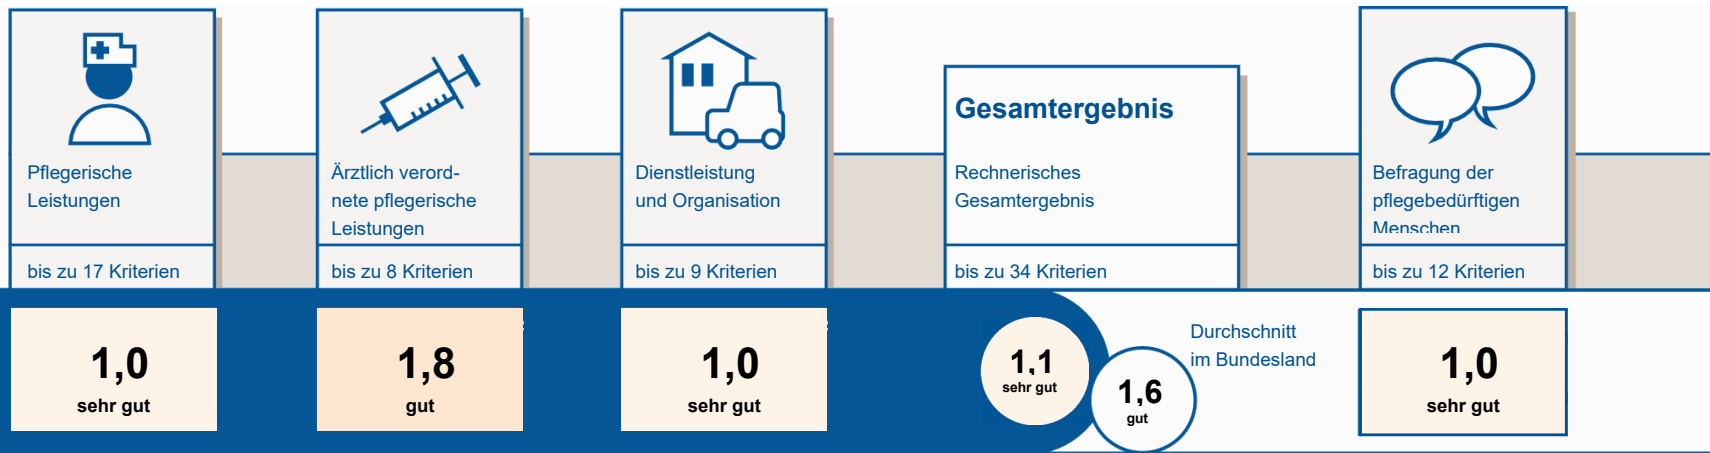 Pflegerische
Leistungen
bis zu 17 Kriterien
1,0
sehr gut
Ärztlich verord-
nete pflegerische
Leistungen
bis zu 8 Kriterien
1,8
gut
Dienstleistung
und Organisation
bis zu 9 Kriterien
1,0
sehr gut
Gesamtergebnis
Rechnerisches
Gesamtergebnis
bis zu 34 Kriterien
1,1
sehr gut
1,6
gut
Durchschnitt
im Bundesland
Befragung der
pflegebedürftigen
Menschen
bis zu 12 Kriterien
1,0
sehr gut